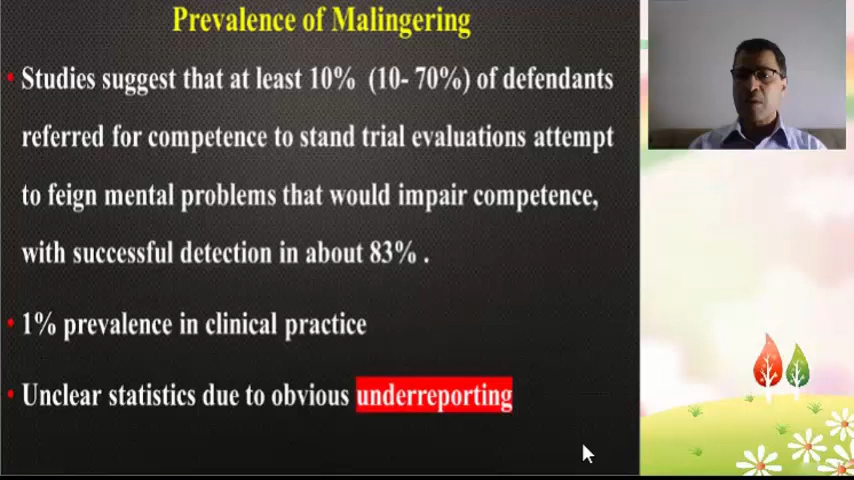 Prevalence of Malingering
• Studies suggest that at least 10% (10- 70%) of defendants
referred for competence to stand trial evaluations attempt
to feign mental problems that would impair competence,
with successful detection in about 83% .
• 1% prevalence in clinical practice
• Unclear statistics due to obvious underreporting